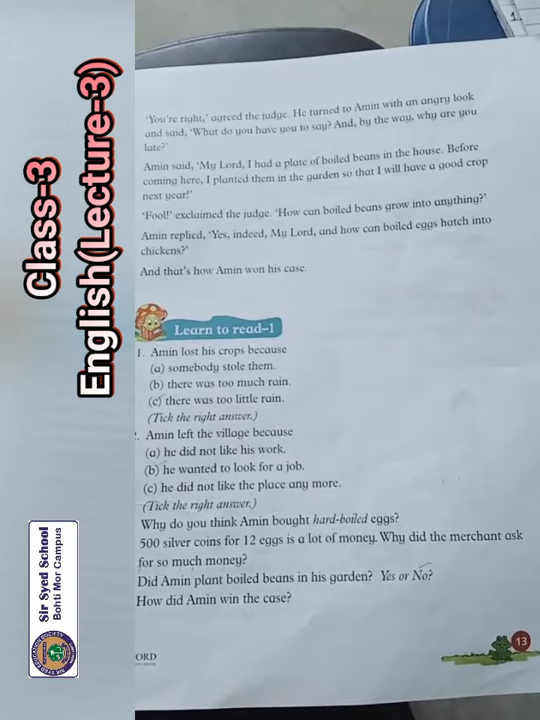 Class-3
English(Lecture-3)
Sir Syed School
Bohti Mor Campus
'You're right,' agreed the judge. He turned to Amin with an angry look
and said, 'What do you have you to say? And, by the way, why are you
late?'
Amin said, 'My Lord, I had a plate of boiled beans in the house. Before
coming here, I planted them in the garden so that I will have a good crop
next year!'
'Fool!' exclaimed the judge. 'How can boiled beans grow into anything?'
Amin replied, 'Yes, indeed, My Lord, and how can boiled eggs hatch into
chickens?'
And that's how Amin won his case.
Learn to read–1
1. Amin lost his crops because
(a) somebody stole them.
(b) there was too much rain.
(c) there was too little rain.
(Tick the right answer.)
. Amin left the village because
(a) he did not like his work.
(b) he wanted to look for a job.
(c) he did not like the place any more.
(Tick the right answer.)
Why do you think Amin bought hard-boiled eggs?
500 silver coins for 12 eggs is a lot of money. Why did the merchant ask
for so much money?
Did Amin plant boiled beans in his garden? Yes or No?
How did Amin win the case?
ORD
13
1.